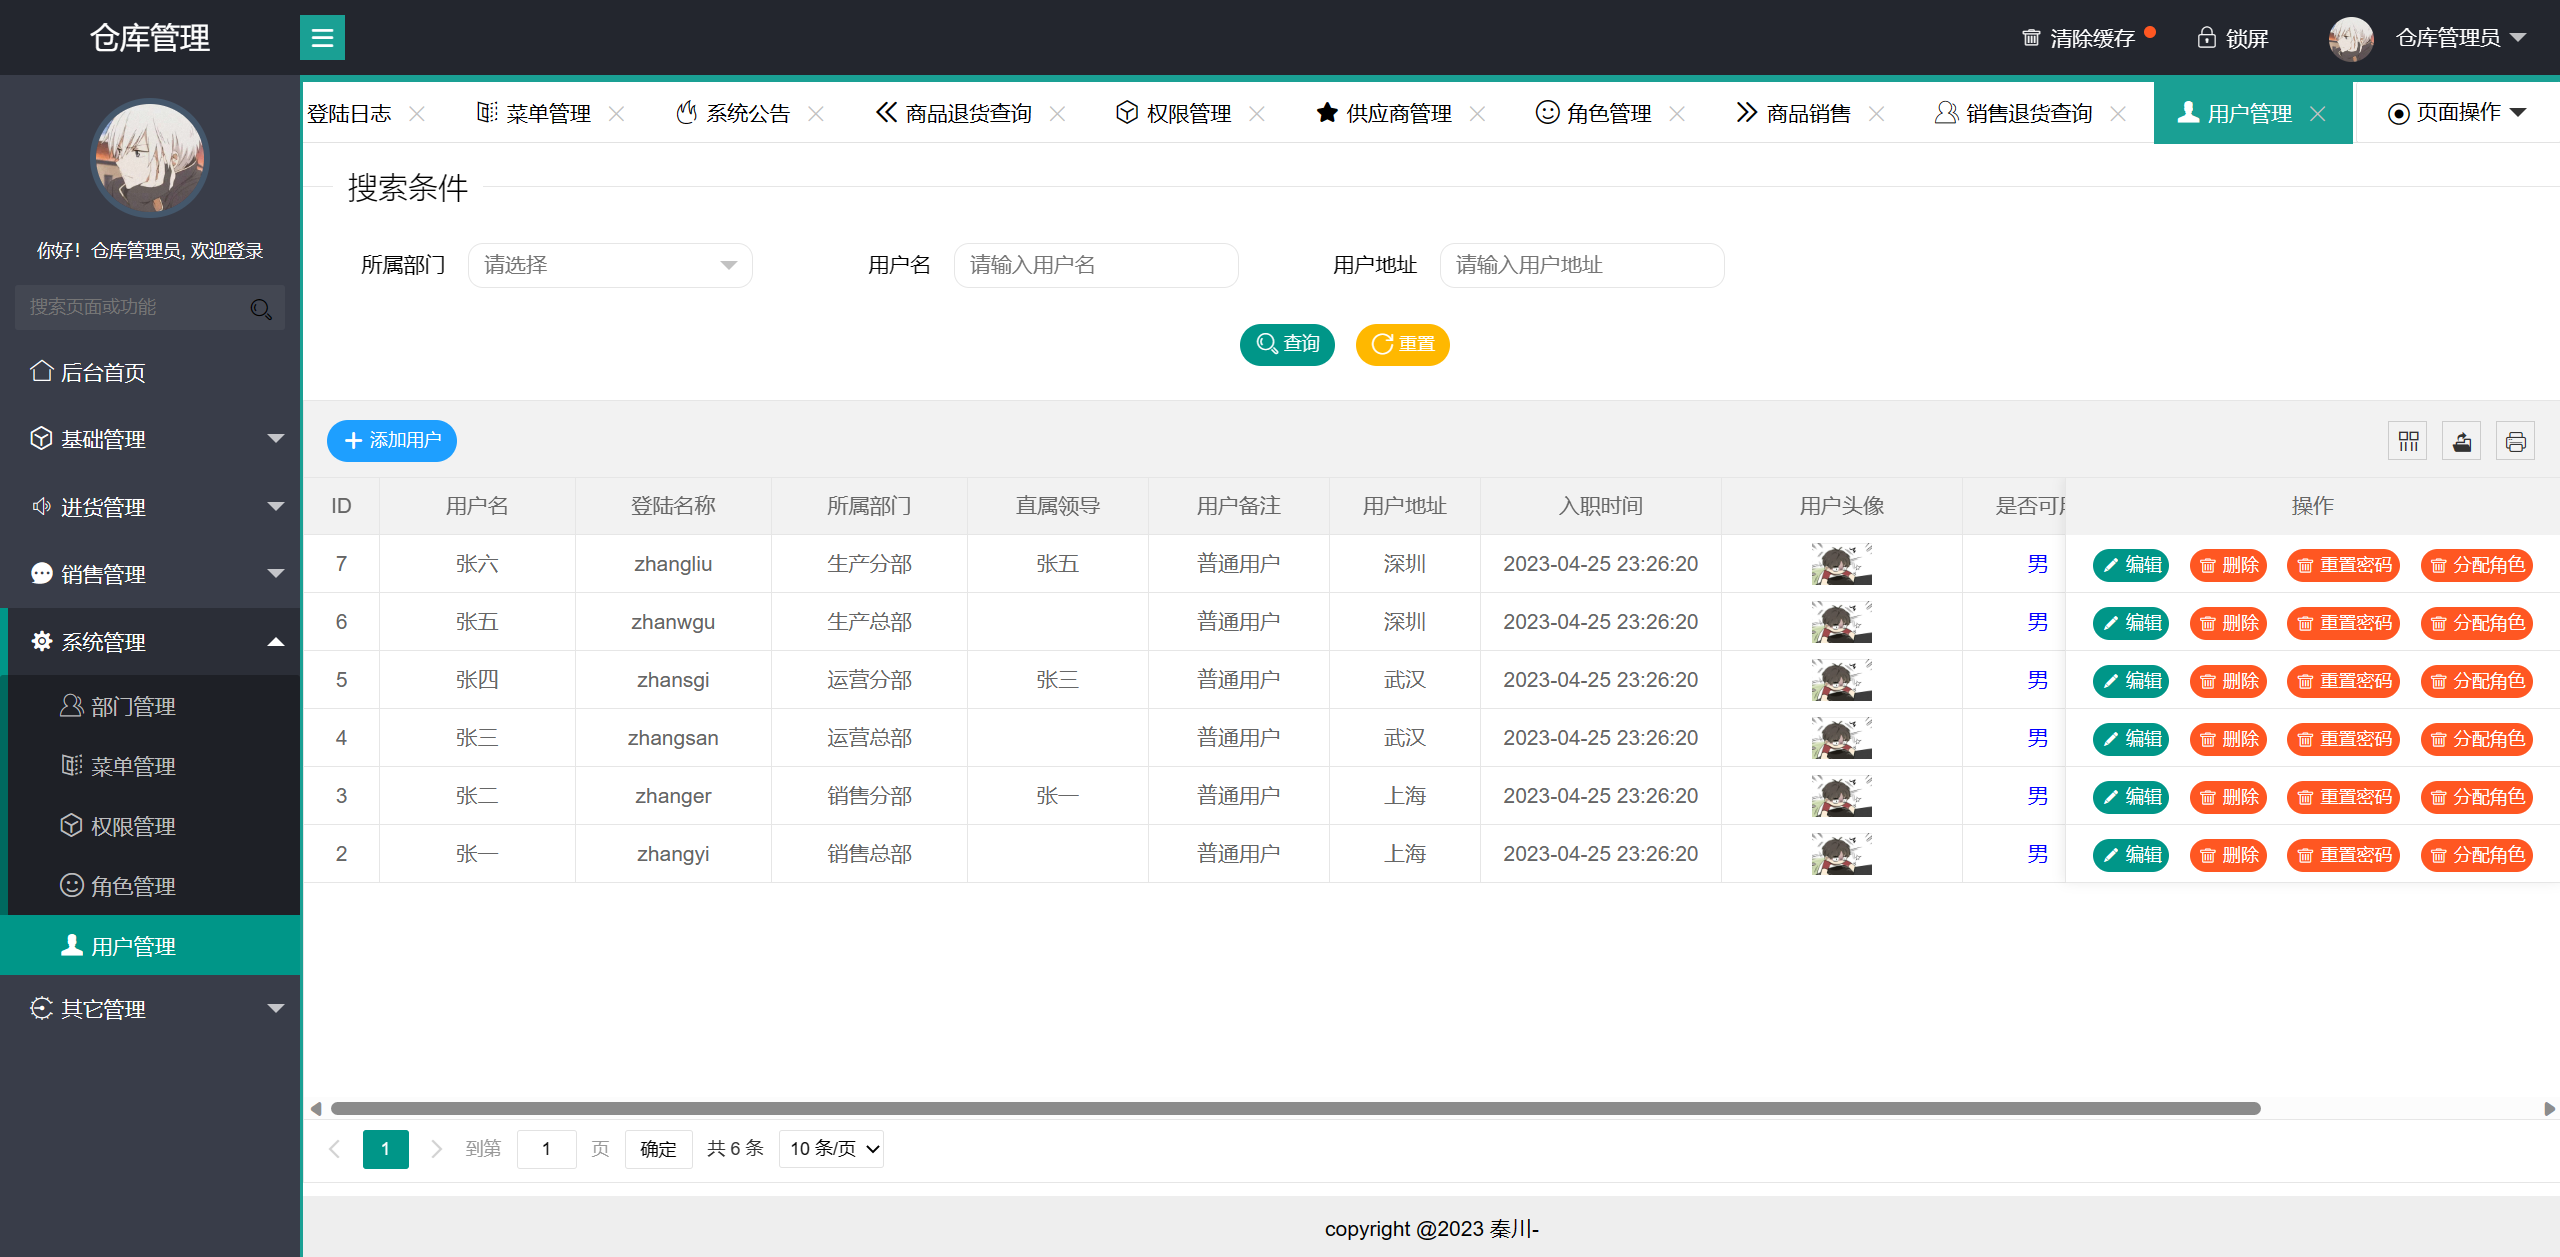 仓库管理
清除缓存 锁屏 仓库管理员
你好！仓库管理员, 欢迎登录
搜索页面或功能
后台首页
基础管理
进货管理
销售管理
系统管理
部门管理
菜单管理
权限管理
角色管理
用户管理
其它管理
登陆日志 菜单管理 系统公告 商品退货查询 权限管理 供应商管理 角色管理 商品销售 销售退货查询 用户管理 页面操作
搜索条件
所属部门 请选择 用户名 请输入用户名 用户地址 请输入用户地址
查询 重置
添加用户
ID 用户名 登陆名称 所属部门 直属领导 用户备注 用户地址 入职时间 用户头像 是否可用 操作
7 张六 zhangliu 生产分部 张五 普通用户 深圳 2023-04-25 23:26:20 男 编辑 删除 重置密码 分配角色
6 张五 zhanwgu 生产总部 普通用户 深圳 2023-04-25 23:26:20 男 编辑 删除 重置密码 分配角色
5 张四 zhansgi 运营分部 张三 普通用户 武汉 2023-04-25 23:26:20 男 编辑 删除 重置密码 分配角色
4 张三 zhangsan 运营总部 普通用户 武汉 2023-04-25 23:26:20 男 编辑 删除 重置密码 分配角色
3 张二 zhanger 销售分部 张一 普通用户 上海 2023-04-25 23:26:20 男 编辑 删除 重置密码 分配角色
2 张一 zhangyi 销售总部 普通用户 上海 2023-04-25 23:26:20 男 编辑 删除 重置密码 分配角色
1 到第 1 页 确定 共 6 条 10 条/页
copyright @2023 秦川-